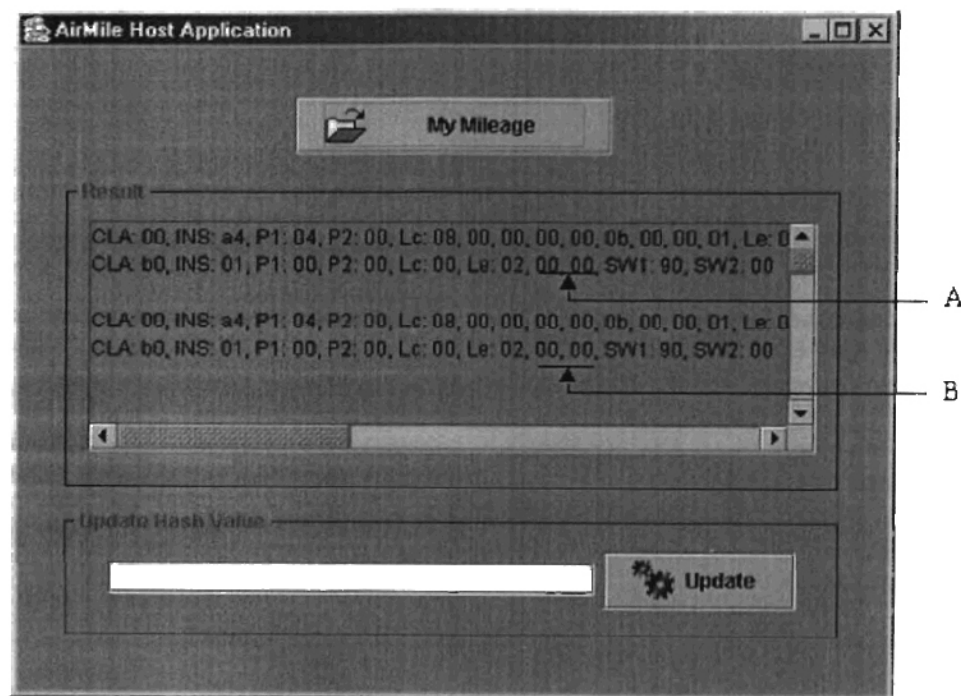 AirMile Host Application
My Mileage
Result
CLA: 00, INS: a4, P1: 04, P2: 00, Lc: 08, 00, 00, 00, 00, 0b, 00, 00, 01, Le: 0
CLA: b0, INS: 01, P1: 00, P2: 00, Lc: 00, Le: 02, 00, 00, SW1: 90, SW2: 00
A
CLA: 00, INS: a4, P1: 04, P2: 00, Lc: 08, 00, 00, 00, 00, 0b, 00, 00, 01, Le: 0
CLA: b0, INS: 01, P1: 00, P2: 00, Lc: 00, Le: 02, 00, 00, SW1: 90, SW2: 00
B
Update Hash Value
Update